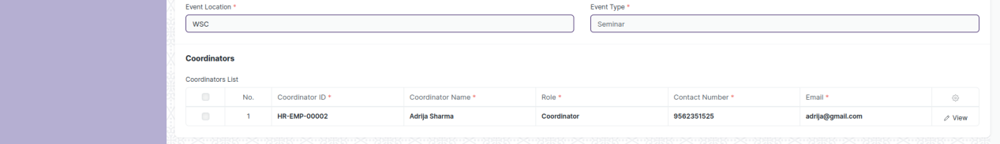 Event Location * Event Type *
WSC Seminar
Coordinators
Coordinators List
No. Coordinator ID * Coordinator Name * Role * Contact Number * Email *
1 HR-EMP-00002 Adrija Sharma Coordinator 9562351525 adrija@gmail.com View